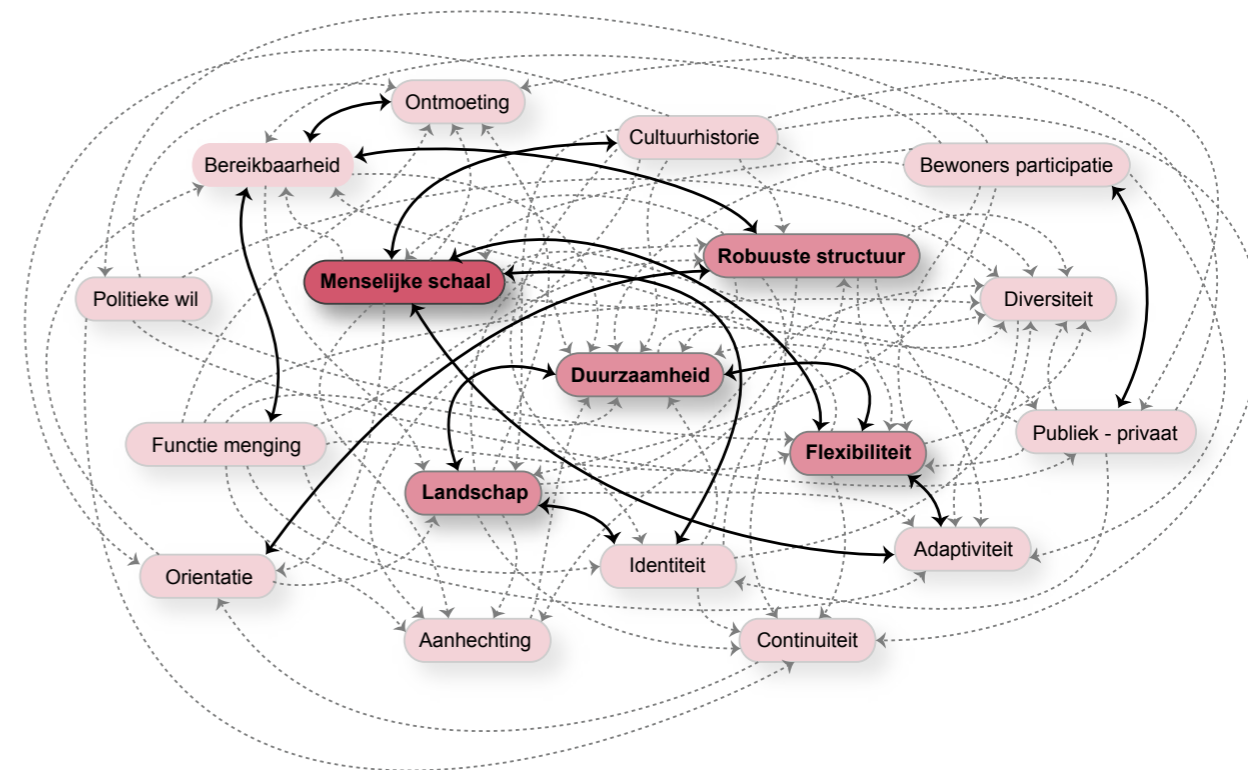 Ontmoeting
Cultuurhistorie
Bereikbaarheid
Bewoners participatie
Robuuste structuur
Menselijke schaal
Politieke wil
Diversiteit
Duurzaamheid
Functie menging
Publiek - privaat
Flexibiliteit
Landschap
Adaptiviteit
Identiteit
Orientatie
Aanhechting
Continuiteit